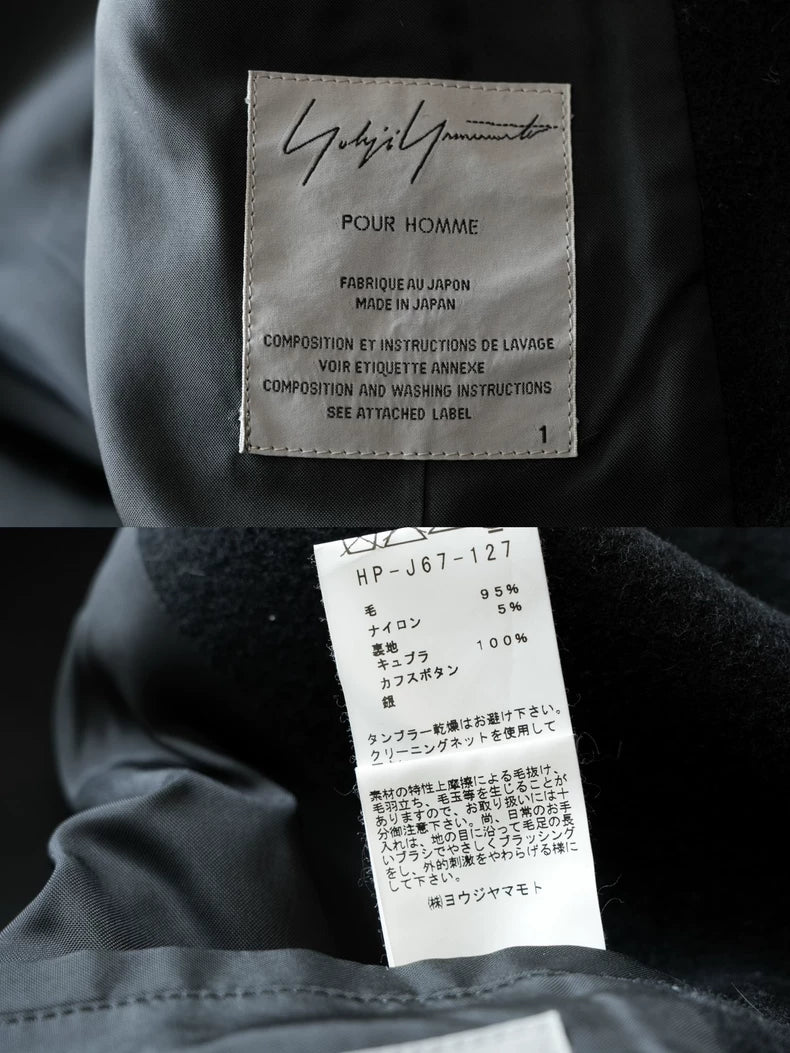 Yohji Yamamoto
POUR HOMME
FABRIQUE AU JAPON
MADE IN JAPAN
COMPOSITION ET INSTRUCTIONS DE LAVAGE
VOIR ETIQUETTE ANNEXE
COMPOSITION AND WASHING INSTRUCTIONS
SEE ATTACHED LABEL
1
HP-J67-127
毛 95%
ナイロン 5%
裏地
キュプラ 100%
カフスボタン
銀
タンブラー乾燥はお避け下さい。
クリーニングネットを使用して
素材の特性上摩擦による毛抜け、
毛羽立ち、毛玉等を生じることが
ありますので、お取り扱いには十
分御注意下さい。尚、日常のお手
入れは、地の目に沿って毛足の長
いブラシでやさしくブラッシング
をし、外的刺激をやわらげる様に
して下さい。
㈱ヨウジヤマモト